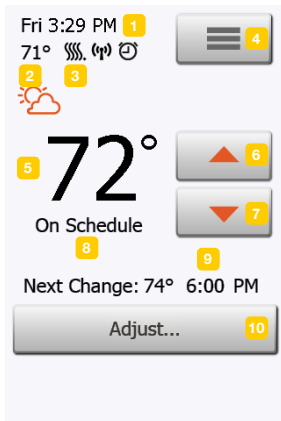 Fri 3:29 PM 1
71°
2 3 4
5 72° 6
7
On Schedule
8 9
Next Change: 74° 6:00 PM
Adjust... 10